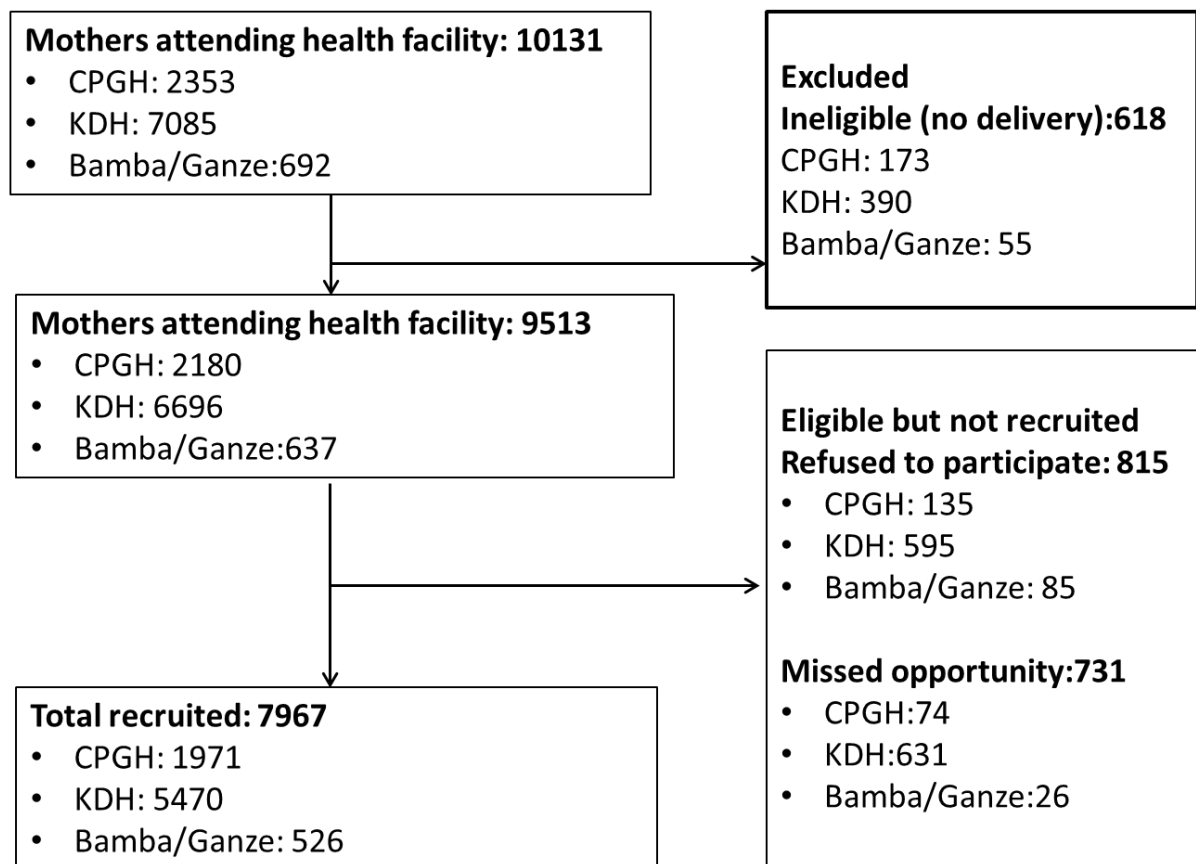 Mothers attending health facility: 10131
• CPGH: 2353
• KDH: 7085
• Bamba/Ganze:692
Excluded
Ineligible (no delivery):618
CPGH: 173
KDH: 390
Bamba/Ganze: 55
Mothers attending health facility: 9513
• CPGH: 2180
• KDH: 6696
• Bamba/Ganze:637
Eligible but not recruited
Refused to participate: 815
• CPGH: 135
• KDH: 595
• Bamba/Ganze: 85
Missed opportunity:731
• CPGH:74
• KDH:631
• Bamba/Ganze:26
Total recruited: 7967
• CPGH: 1971
• KDH: 5470
• Bamba/Ganze: 526